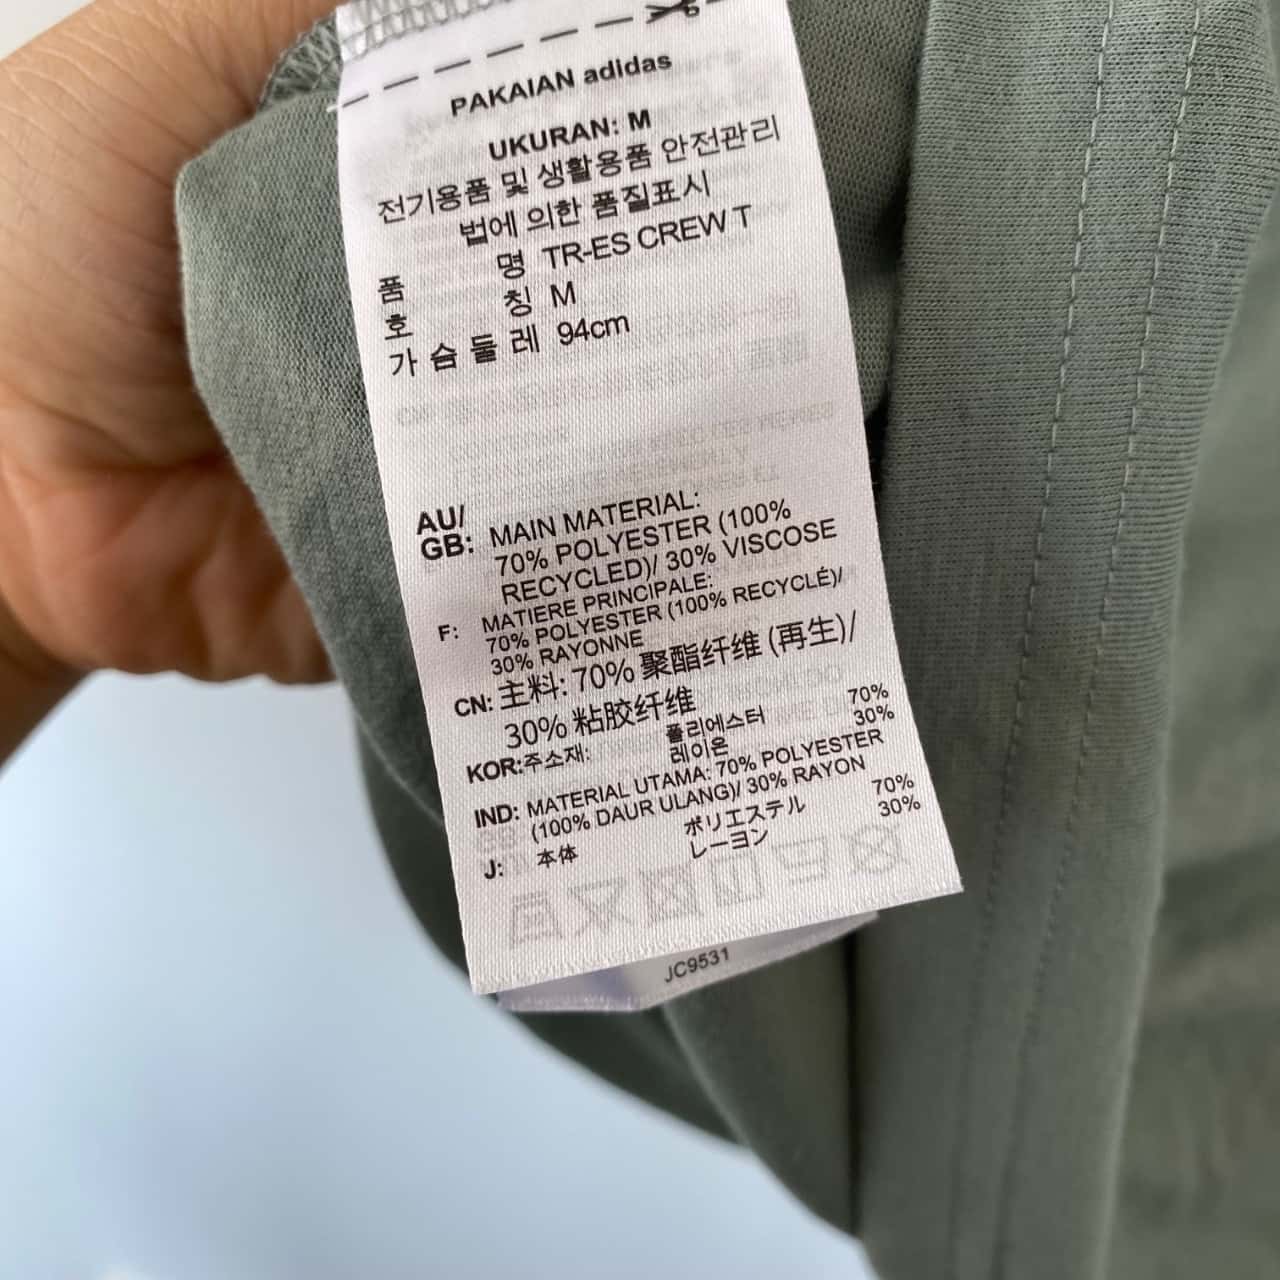 PAKAIAN adidas
UKURAN: M
전기용품 및 생활용품 안전관리
법에 의한 품질표시
품 명 TR-ES CREW T
호 칭 M
가 슴 둘 레 94cm
AU/
GB: MAIN MATERIAL:
70% POLYESTER (100%
RECYCLED)/ 30% VISCOSE
F: MATIERE PRINCIPALE:
70% POLYESTER (100% RECYCLÉ)/
30% RAYONNE
CN: 主料: 70% 聚酯纤维 (再生)/
30% 粘胶纤维
KOR:주소재: 폴리에스터 70%
레이온 30%
IND: MATERIAL UTAMA: 70% POLYESTER
(100% DAUR ULANG)/ 30% RAYON
J: 本体 ポリエステル 70%
レーヨン 30%
JC9531